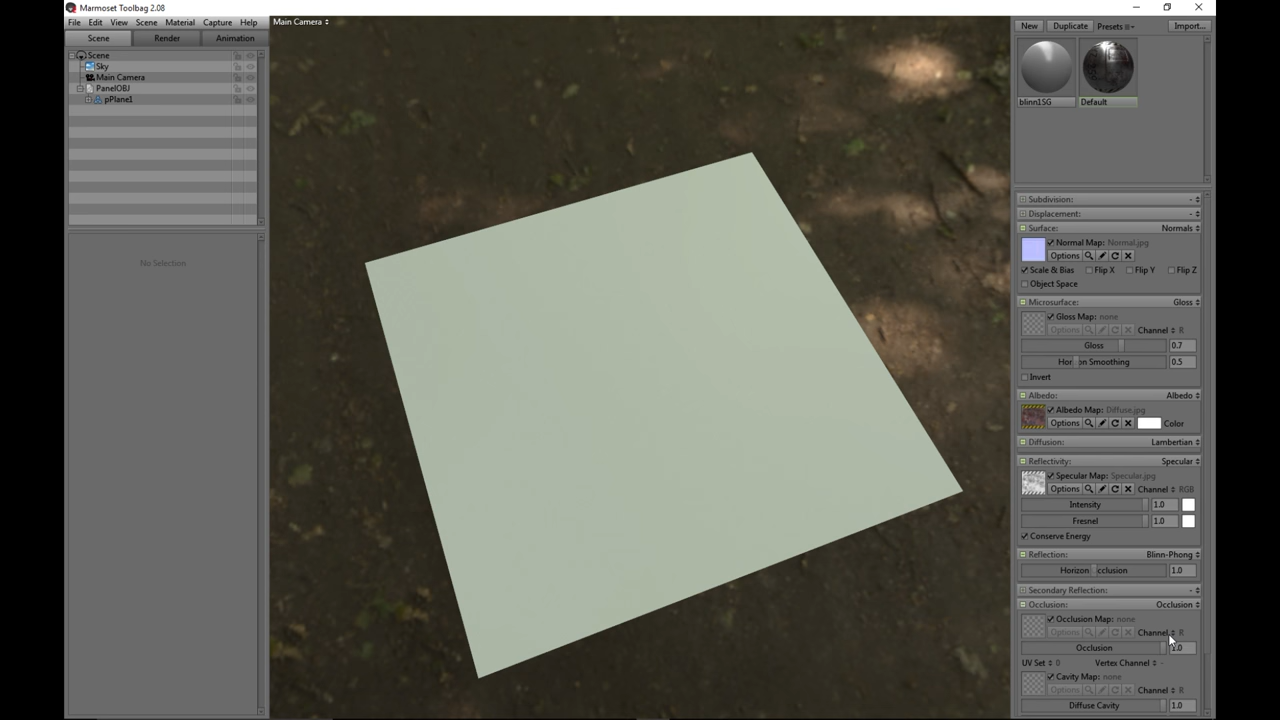 Marmoset Toolbag 2.08
File Edit View Scene Material Capture Help
Scene Render Animation
Scene
Sky
Main Camera
PanelOBJ
pPlane1
No Selection
Main Camera
New Duplicate Presets Import...
blinn1SG Default
Subdivision: -
Displacement: -
Surface: Normals
Normal Map: Normal.jpg
Options
Scale & Bias Flip X Flip Y Flip Z
Object Space
Microsurface: Gloss
Gloss Map: none
Options Channel R
Gloss 0.7
Smoothing 0.5
Invert
Albedo: Albedo
Albedo Map: Diffuse.jpg
Options Color
Diffusion: Lambertian
Reflectivity: Specular
Specular Map: Specular.jpg
Options Channel RGB
Intensity 1.0
Fresnel 1.0
Conserve Energy
Reflection: Blinn-Phong
Horizon 1.0
Secondary Reflection: -
Occlusion: Occlusion
Occlusion Map: none
Options Channel R
Occlusion
UV Set 0 Vertex Channel -
Cavity Map: none
Options Channel R
Diffuse Cavity 1.0